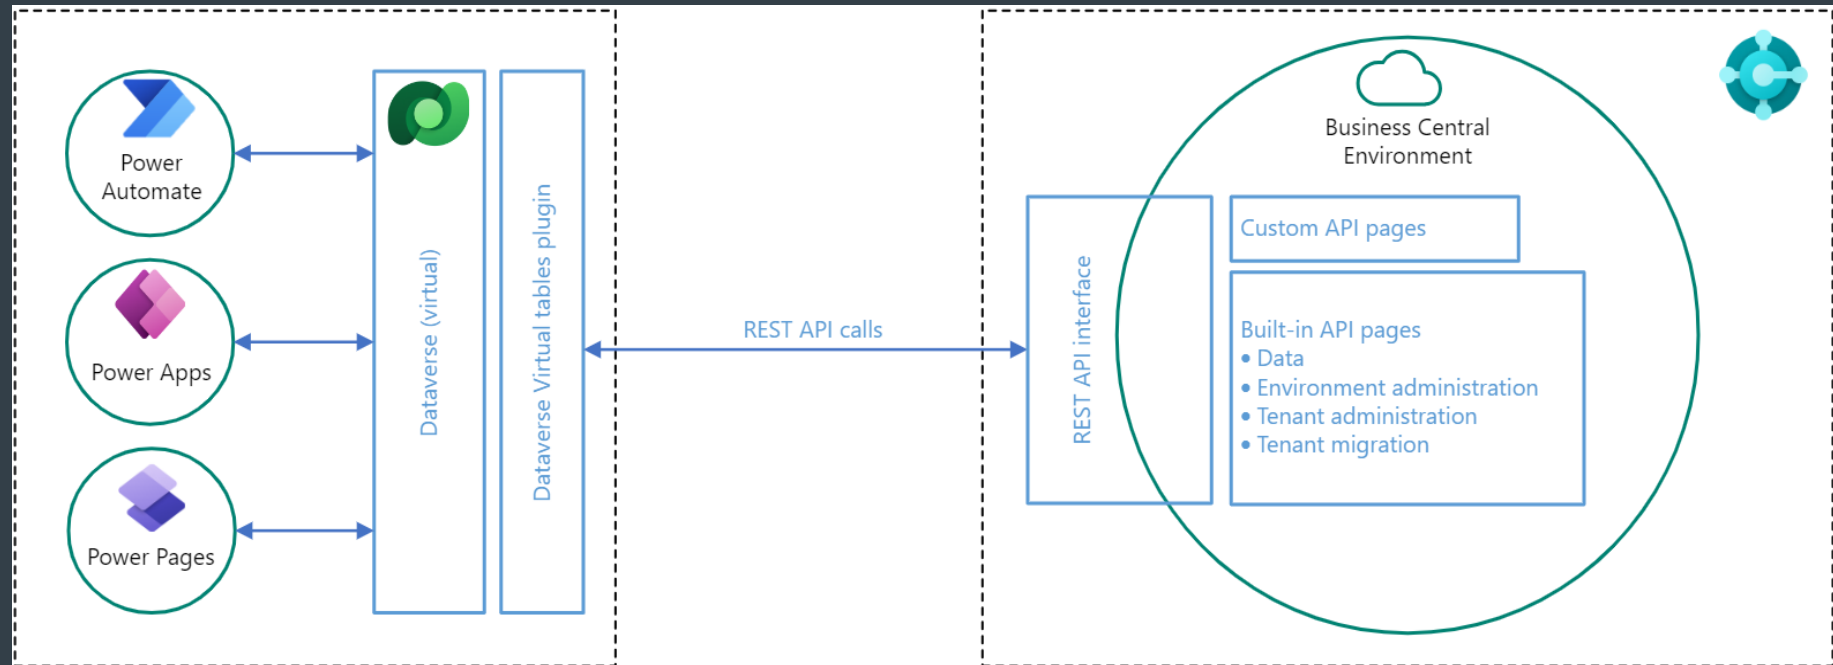 Power
Automate
Power Apps
Power Pages
Dataverse (virtual)
Dataverse Virtual tables plugin
REST API calls
REST API interface
Business Central
Environment
Custom API pages
Built-in API pages
• Data
• Environment administration
• Tenant administration
• Tenant migration